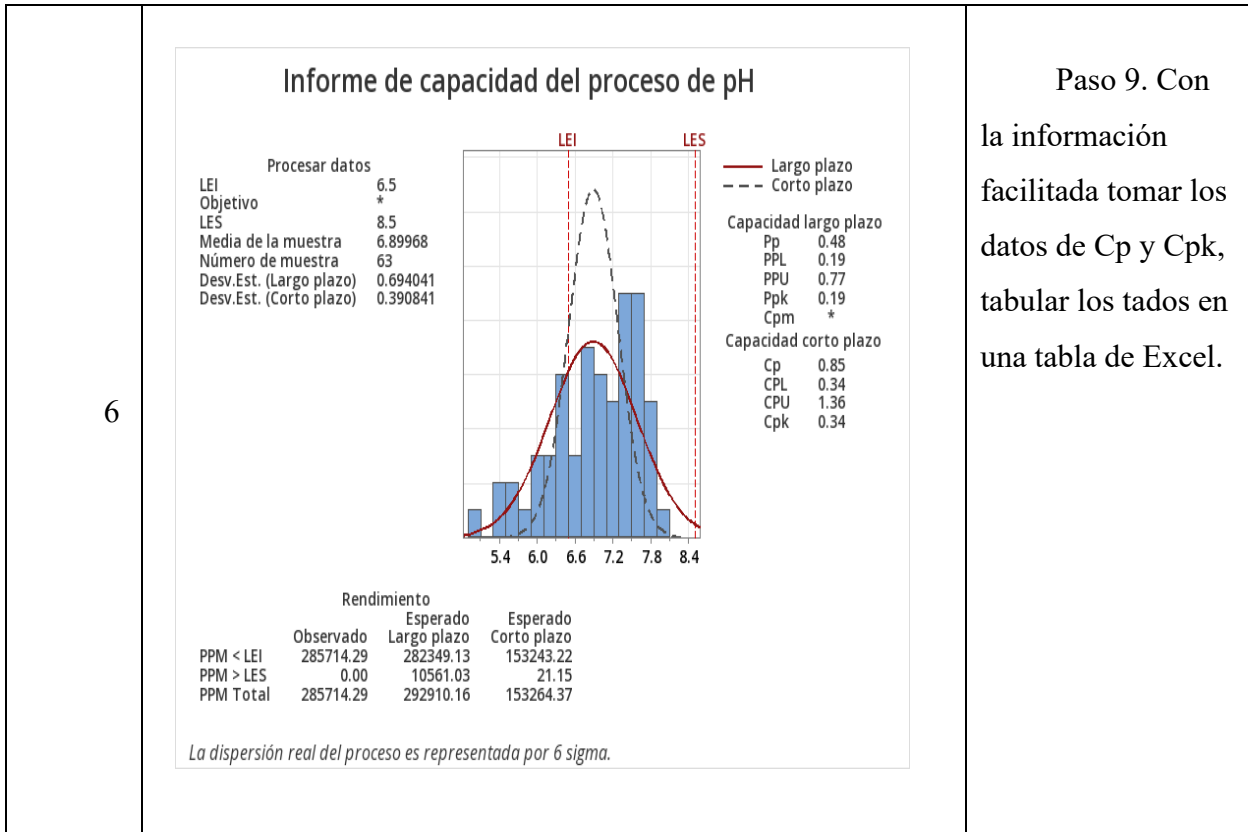 6
Informe de capacidad del proceso de pH
Procesar datos
LEI 6.5
Objetivo *
LES 8.5
Media de la muestra 6.89968
Número de muestra 63
Desv.Est. (Largo plazo) 0.694041
Desv.Est. (Corto plazo) 0.390841
LEI LES
Largo plazo
Corto plazo
Capacidad largo plazo
Pp 0.48
PPL 0.19
PPU 0.77
Ppk 0.19
Cpm *
Capacidad corto plazo
Cp 0.85
CPL 0.34
CPU 1.36
Cpk 0.34
5.4 6.0 6.6 7.2 7.8 8.4
Rendimiento
Esperado Esperado
Observado Largo plazo Corto plazo
PPM < LEI 285714.29 282349.13 153243.22
PPM > LES 0.00 10561.03 21.15
PPM Total 285714.29 292910.16 153264.37
La dispersión real del proceso es representada por 6 sigma.
Paso 9. Con
la información
facilitada tomar los
datos de Cp y Cpk,
tabular los tados en
una tabla de Excel.